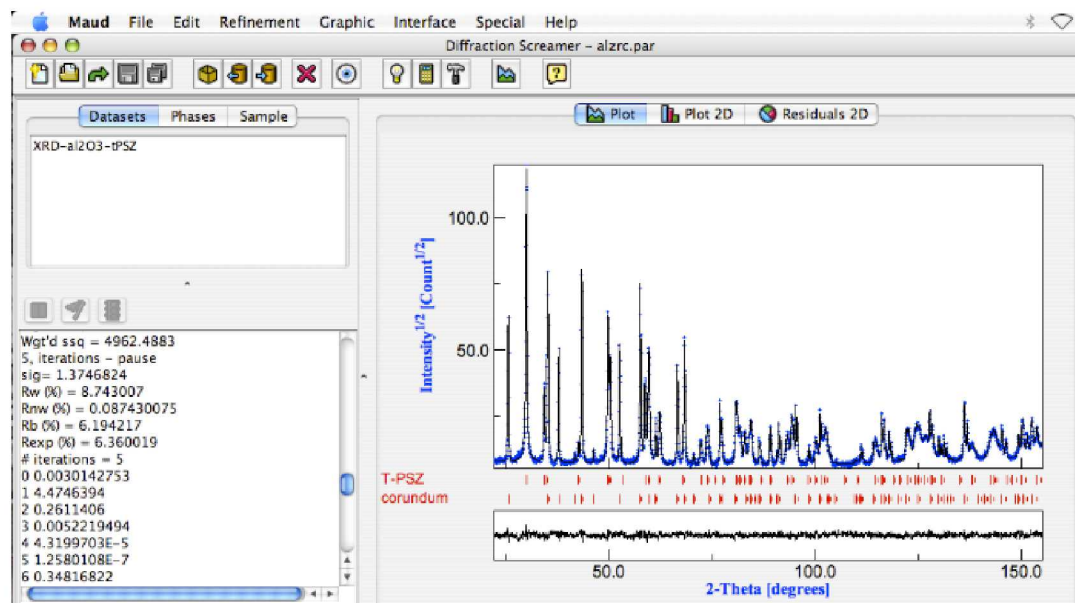 Maud File Edit Refinement Graphic Interface Special Help
Diffraction Screamer – alzrc.par
Datasets Phases Sample
XRD-al2O3-tPSZ
Wgt'd ssq = 4962.4883
5, iterations – pause
sig= 1.3746824
Rw (%) = 8.743007
Rnw (%) = 0.087430075
Rb (%) = 6.194217
Rexp (%) = 6.360019
# iterations = 5
0 0.0030142753
1 4.4746394
2 0.2611406
3 0.0052219494
4 4.3199703E-5
5 1.2580108E-7
6 0.34816822
Plot Plot 2D Residuals 2D
Intensity1/2 [Count1/2]
100.0
50.0
T-PSZ
corundum
50.0 100.0 150.0
2-Theta [degrees]